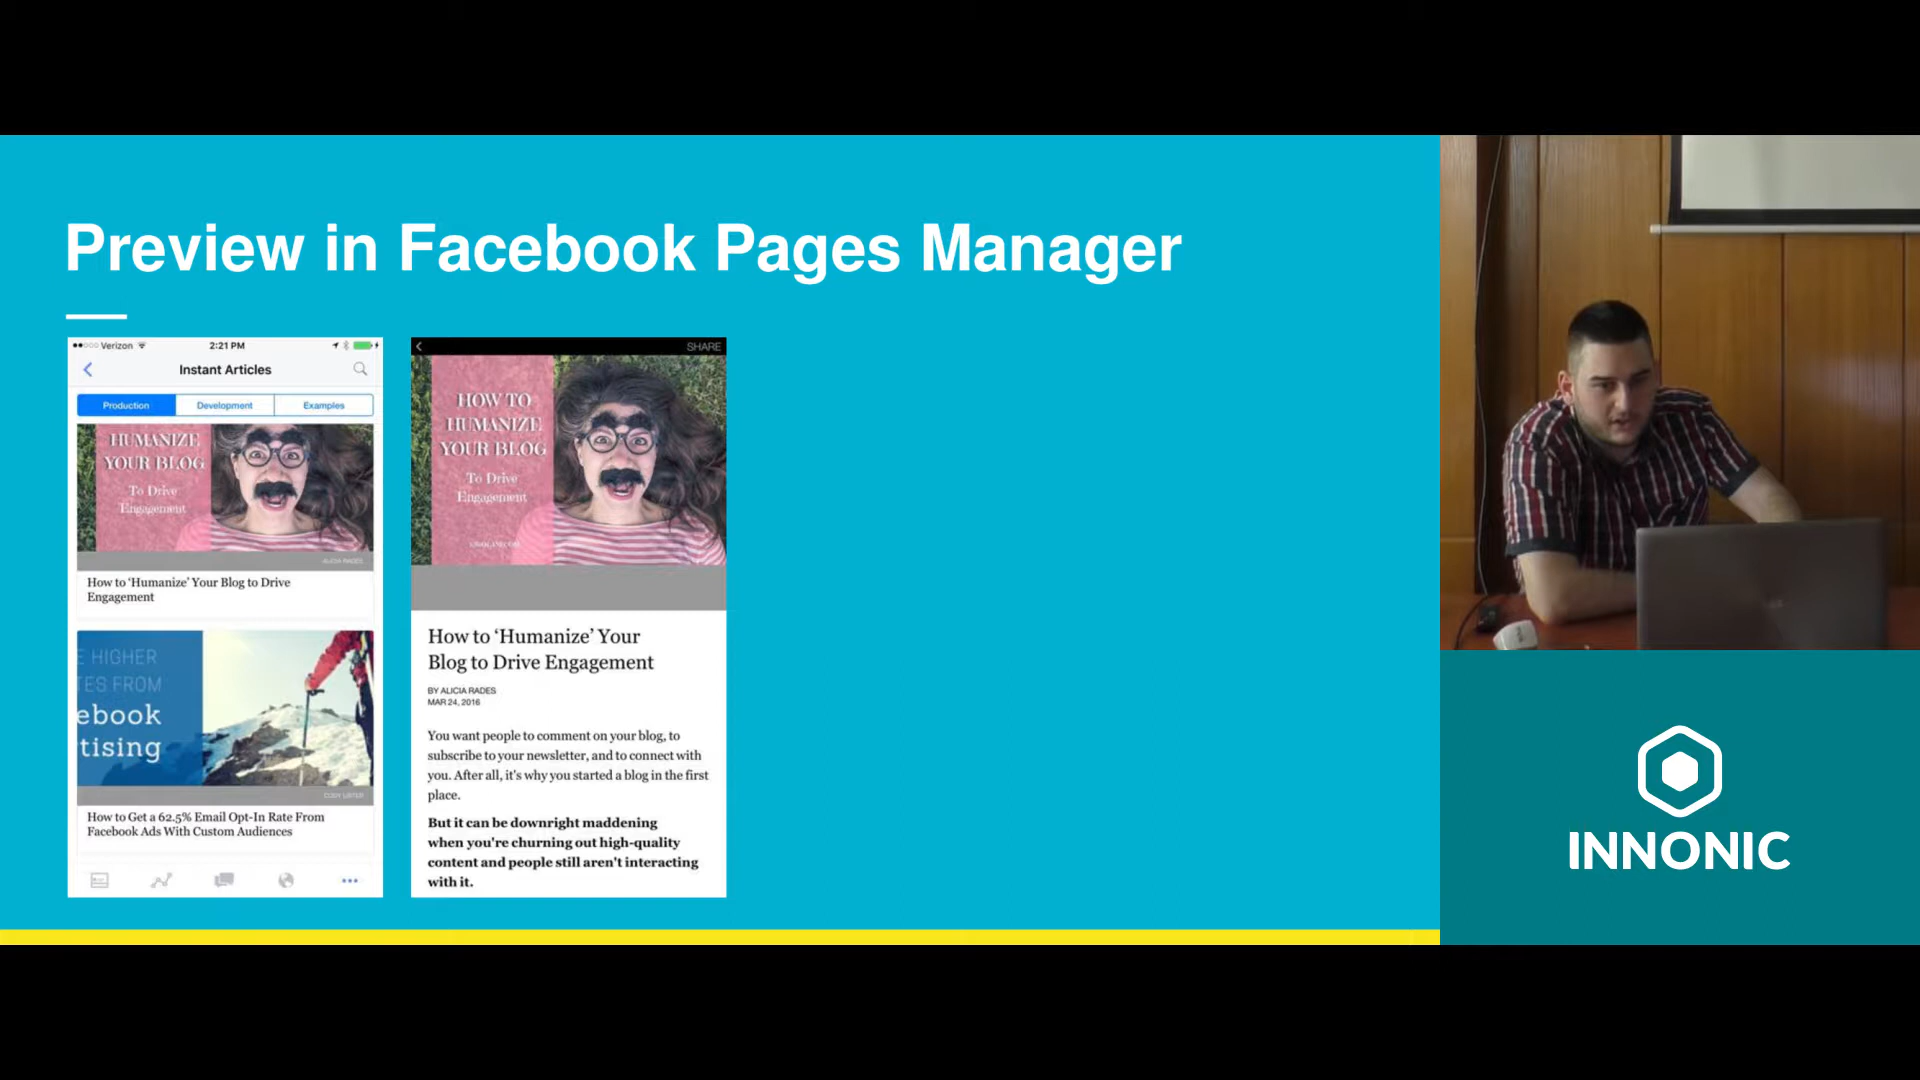 Preview in Facebook Pages Manager
Verizon
2:21 PM
Instant Articles
Production
Development
Examples
HUMANIZE
YOUR BLOG
To Drive
Engagement
ALICIA RADES
How to ‘Humanize’ Your Blog to Drive
Engagement
E HIGHER
TES FROM
ebook
tising
How to Get a 62.5% Email Opt-In Rate From
Facebook Ads With Custom Audiences
SHARE
HOW TO
HUMANIZE
YOUR BLOG
To Drive
Engagement
How to ‘Humanize’ Your
Blog to Drive Engagement
BY ALICIA RADES
MAR 24, 2016
You want people to comment on your blog, to
subscribe to your newsletter, and to connect with
you. After all, it's why you started a blog in the first
place.
But it can be downright maddening
when you're churning out high-quality
content and people still aren't interacting
with it.
INNONIC